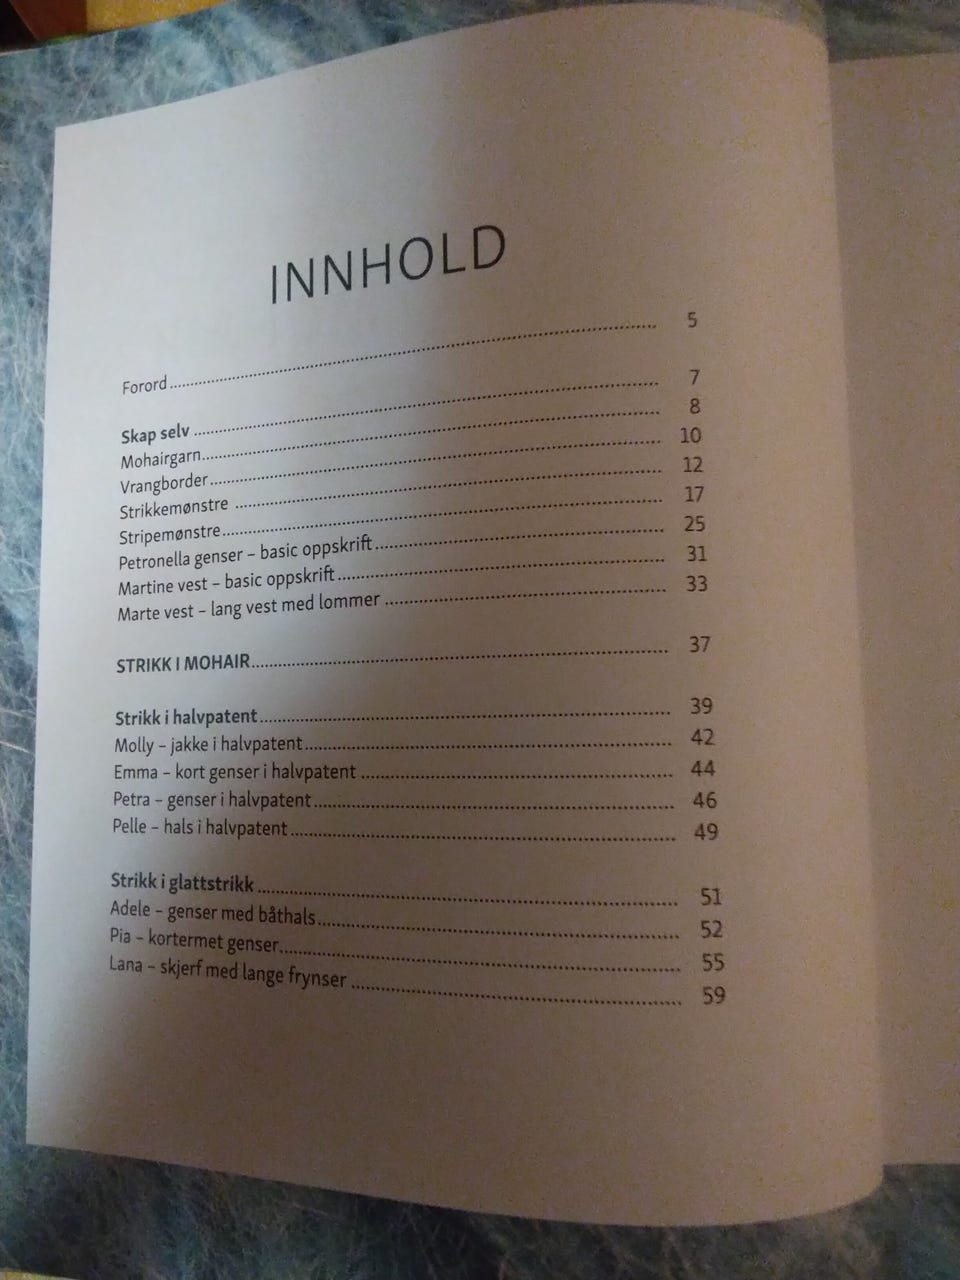 INNHOLD
Forord ........ 5
Skap selv ........ 7
Mohairgarn ........ 8
Vrangborder ........ 10
Strikkemønstre ........ 12
Stripemønstre ........ 17
Petronella genser – basic oppskrift ........ 25
Martine vest – basic oppskrift ........ 31
Marte vest – lang vest med lommer ........ 33
STRIKK I MOHAIR ........ 37
Strikk i halvpatent ........ 39
Molly – jakke i halvpatent ........ 42
Emma – kort genser i halvpatent ........ 44
Petra – genser i halvpatent ........ 46
Pelle – hals i halvpatent ........ 49
Strikk i glattstrikk ........ 51
Adele – genser med båthals ........ 52
Pia – kortermet genser ........ 55
Lana – skjerf med lange frynser ........ 59